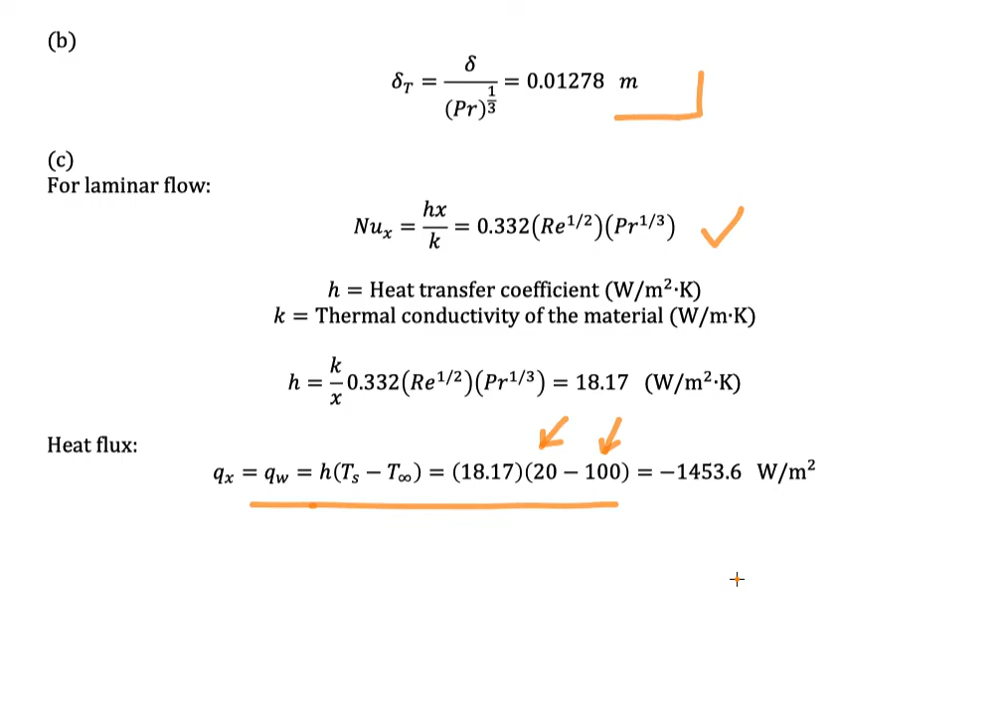 (b)
δ_T = δ / (Pr)^{1/3} = 0.01278 m
(c)
For laminar flow:
Nu_x = hx / k = 0.332(Re^{1/2})(Pr^{1/3})
h = Heat transfer coefficient (W/m²·K)
k = Thermal conductivity of the material (W/m·K)
h = k / x 0.332(Re^{1/2})(Pr^{1/3}) = 18.17 (W/m²·K)
Heat flux:
q_x = q_w = h(T_s − T_∞) = (18.17)(20 − 100) = −1453.6 W/m²